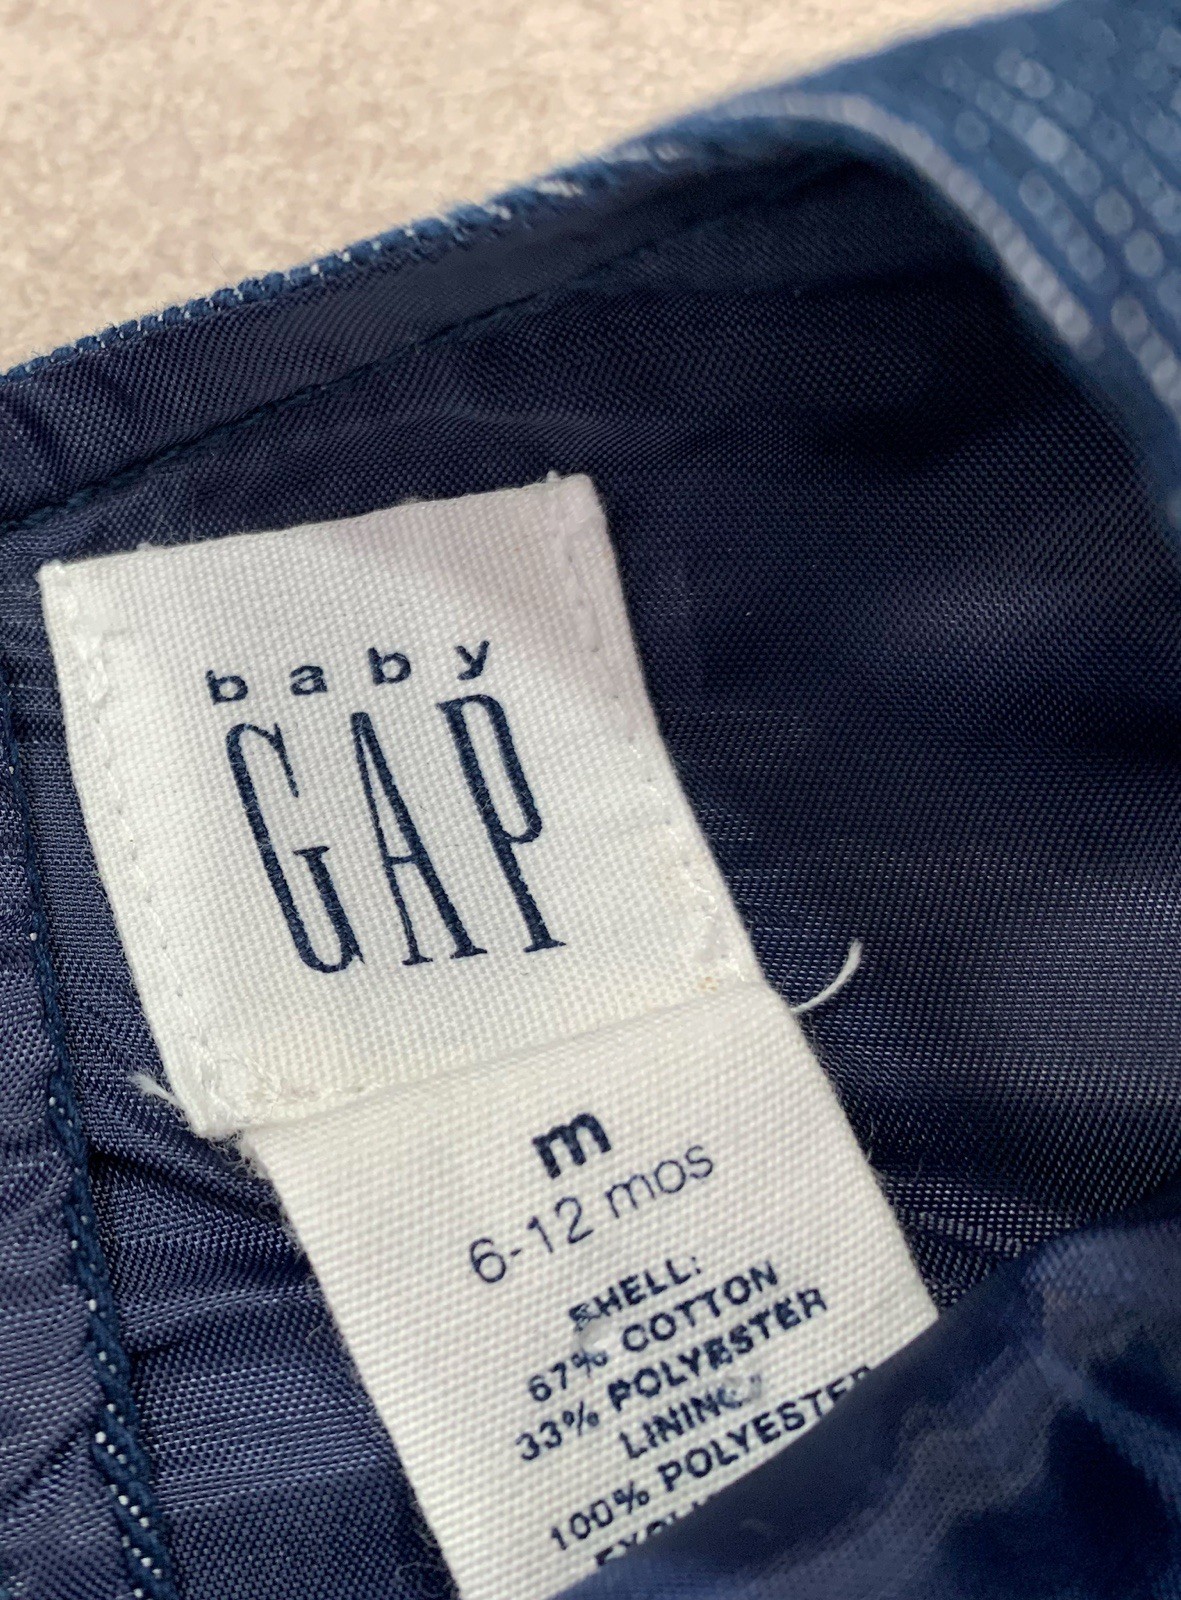 baby
GAP
m
6-12 mos
SHELL:
67% COTTON
33% POLYESTER
LINING:
100% POLYESTER